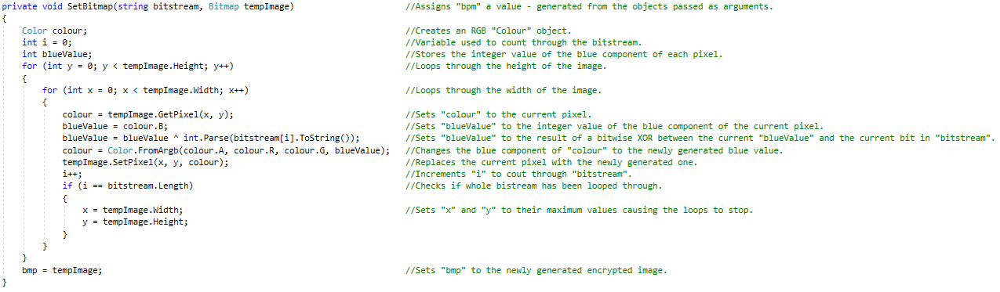 private void SetBitmap(string bitstream, Bitmap tempImage) //Assigns "bpm" a value - generated from the objects passed as arguments.
{
Color colour; //Creates an RGB "Colour" object.
int i = 0; //Variable used to count through the bitstream.
int blueValue; //Stores the integer value of the blue component of each pixel.
for (int y = 0; y < tempImage.Height; y++) //Loops through the height of the image.
{
for (int x = 0; x < tempImage.Width; x++) //Loops through the width of the image.
{
colour = tempImage.GetPixel(x, y); //Sets "colour" to the current pixel.
blueValue = colour.B; //Sets "blueValue" to the integer value of the blue component of the current pixel.
blueValue = blueValue ^ int.Parse(bitstream[i].ToString()); //Sets "blueValue" to the result of a bitwise XOR between the current "blueValue" and the current bit in "bitstream".
colour = Color.FromArgb(colour.A, colour.R, colour.G, blueValue); //Changes the blue component of "colour" to the newly generated blue value.
tempImage.SetPixel(x, y, colour); //Replaces the current pixel with the newly generated one.
i++; //Increments "i" to cout through "bitstream".
if (i == bitstream.Length) //Checks if whole bistream has been looped through.
{
x = tempImage.Width; //Sets "x" and "y" to their maximum values causing the loops to stop.
y = tempImage.Height;
}
}
}
bmp = tempImage; //Sets "bmp" to the newly generated encrypted image.
}